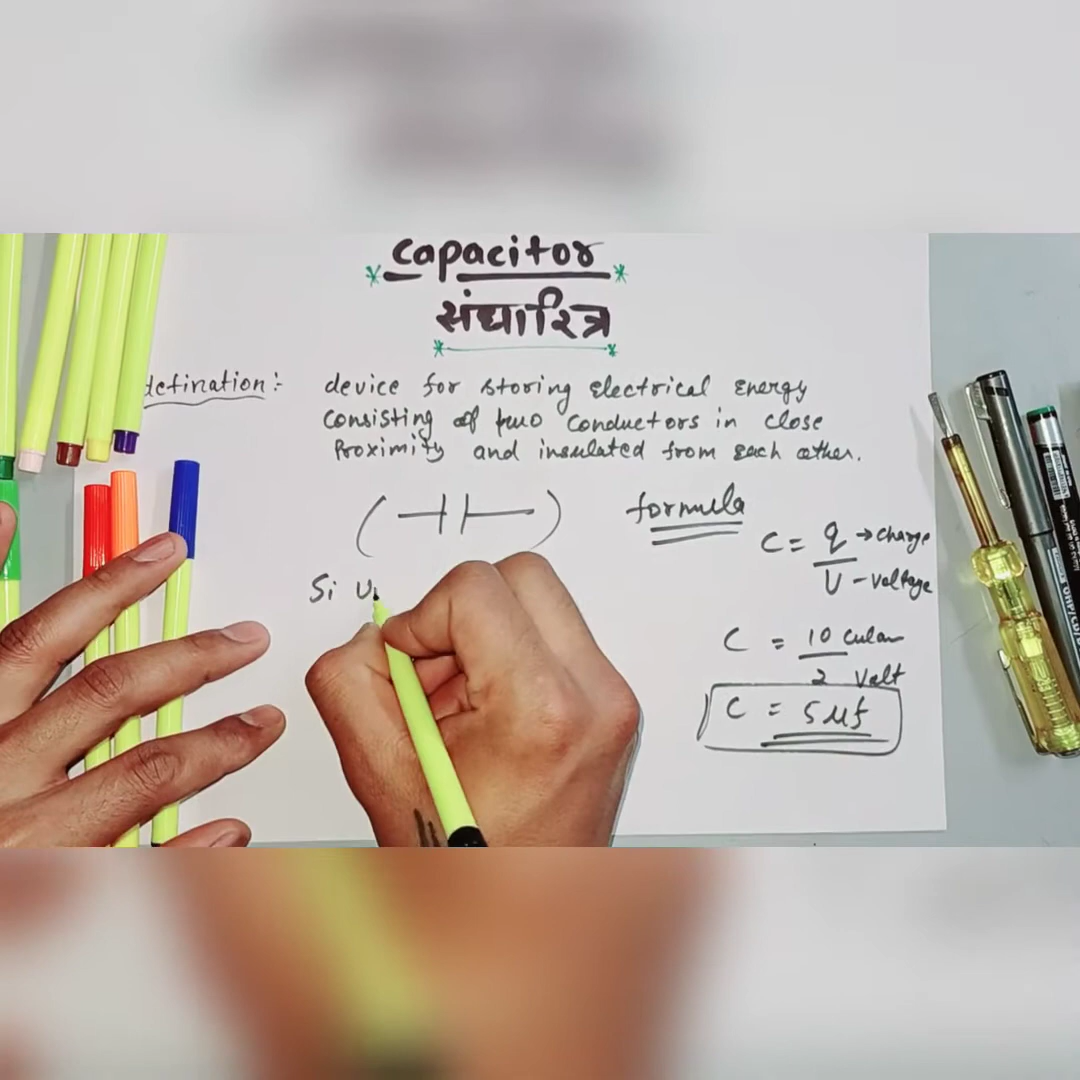 capacitor
संघारित्र
defination:-
device for storing Electrical Energy
consisting of two conductors in close
Proximity and insulated from each other.
formula
C = q → charge
V - voltage
Si U
C = 10 culam
2 Volt
C = 5µf